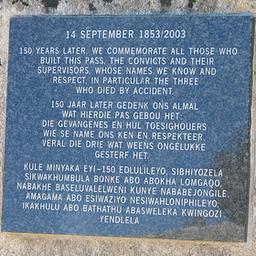 14 SEPTEMBER 1853/2003
150 YEARS LATER, WE COMMEMORATE ALL THOSE WHO
BUILT THIS PASS, THE CONVICTS AND THEIR
SUPERVISORS, WHOSE NAMES WE KNOW AND
RESPECT, IN PARTICULAR THE THREE
WHO DIED BY ACCIDENT.
150 JAAR LATER GEDENK ONS ALMAL
WAT HIERDIE PAS GEBOU HET:
DIE GEVANGENES EN HUL TOESIGHOUERS
WIE SE NAME ONS KEN EN RESPEKTEER,
VERAL DIE DRIE WAT WEENS ONGELUKKE
GESTERF HET.
KULE MINYAKA EYI-150 EDLULILEYO, SIBHIYOZELA
SIKWAKHUMBULA BONKE ABO ABOKHA LOMGAQO,
NABAKHE BASELUVALELWENI KUNYE NABABEJONGILE,
AMAGAMA ABO ESIWAZIYO NESIWAHLONIPHILEYO,
IKAKHULU ABO BATHATHU ABASWELEKA KWINGOZI
YENDLELA